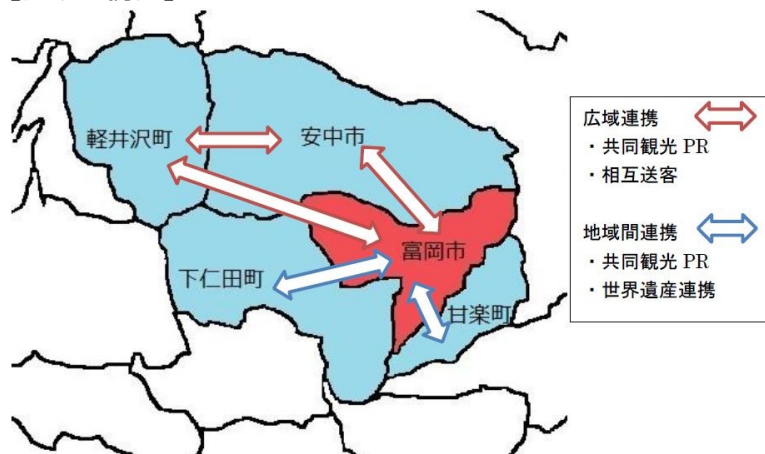 軽井沢町
安中市
富岡市
下仁田町
甘楽町
広域連携
・共同観光 PR
・相互送客
地域間連携
・共同観光 PR
・世界遺産連携